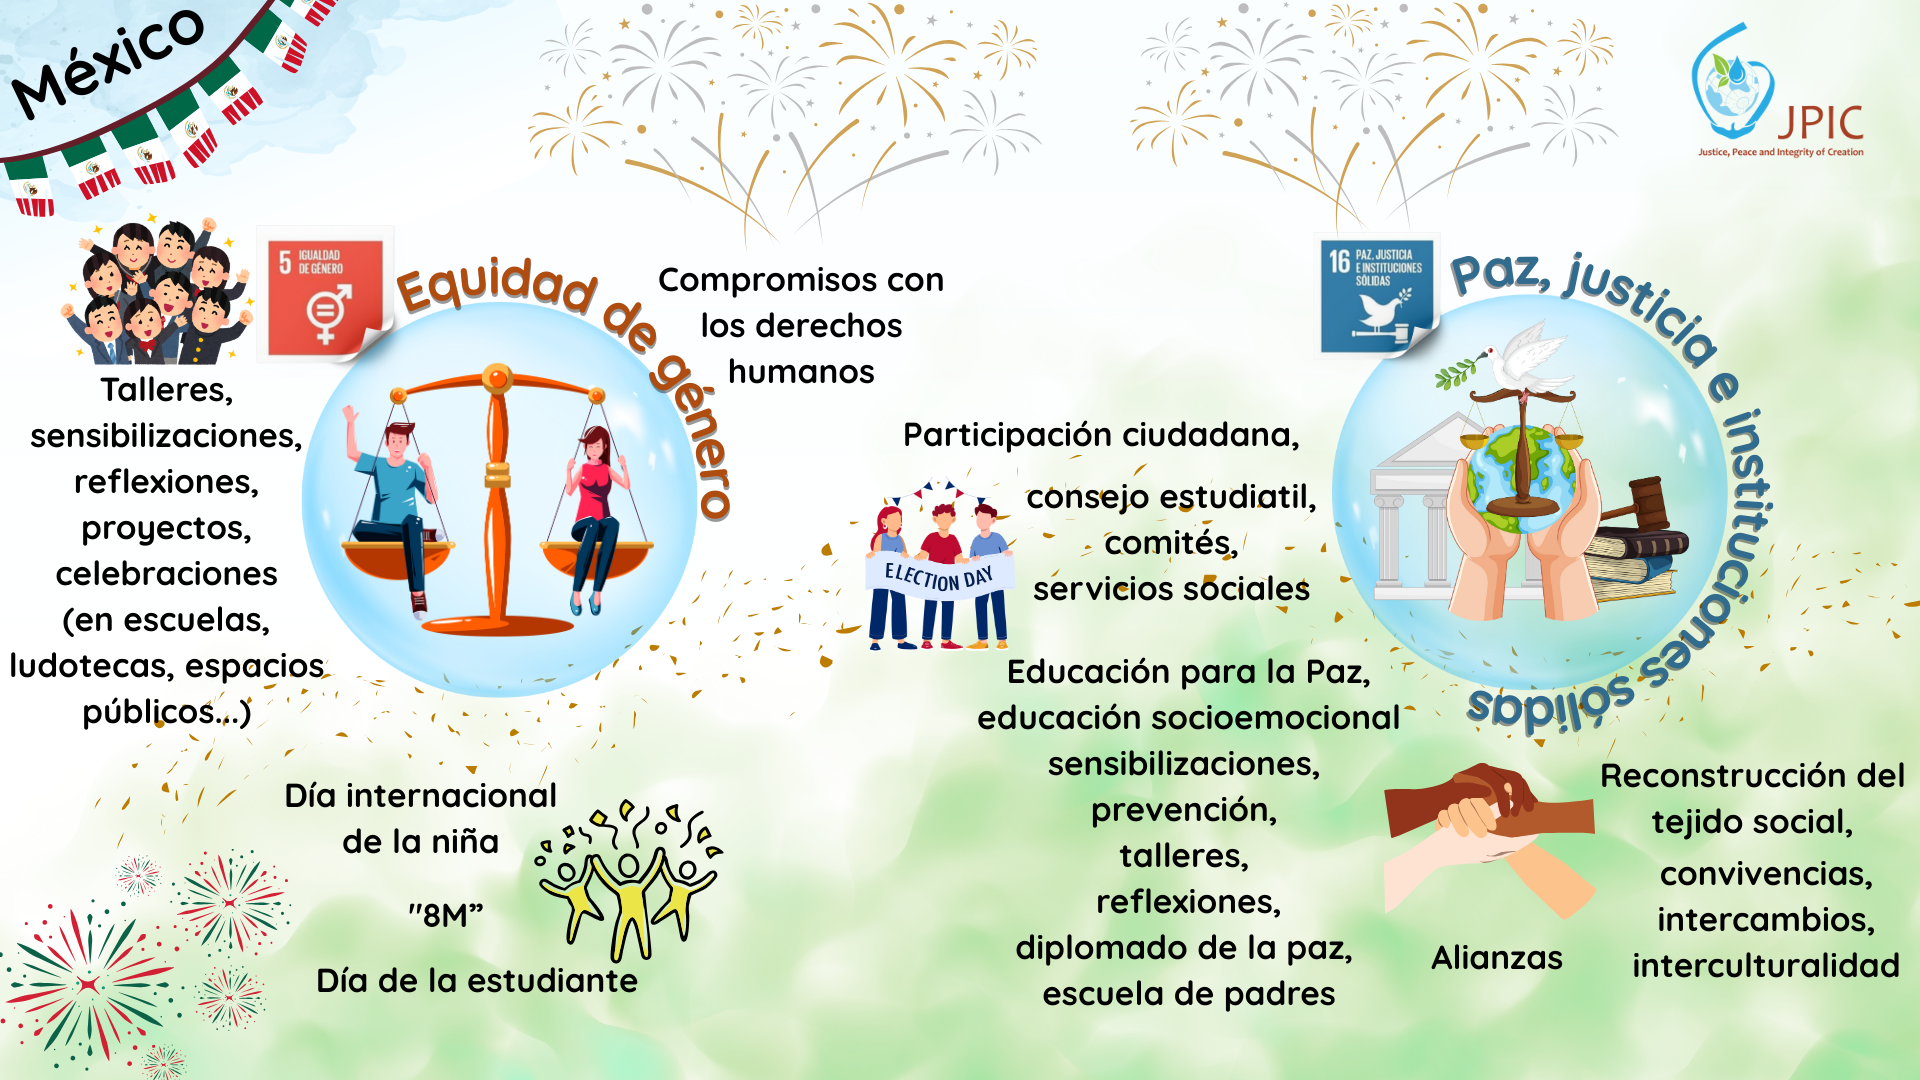 México
JPIC
Justice, Peace and Integrity of Creation
5 IGUALDAD
DE GÉNERO
Equidad de género
Compromisos con
los derechos
humanos
Talleres,
sensibilizaciones,
reflexiones,
proyectos,
celebraciones
(en escuelas,
ludotecas, espacios
públicos...)
Día internacional
de la niña
"8M”
Día de la estudiante
16 PAZ, JUSTICIA
E INSTITUCIONES
SÓLIDAS
Paz, justicia e instituciones sólidas
Participación ciudadana,
consejo estudiatil,
comités,
servicios sociales
ELECTION DAY
Educación para la Paz,
educación socioemocional
sensibilizaciones,
prevención,
talleres,
reflexiones,
diplomado de la paz,
escuela de padres
Alianzas
Reconstrucción del
tejido social,
convivencias,
intercambios,
interculturalidad